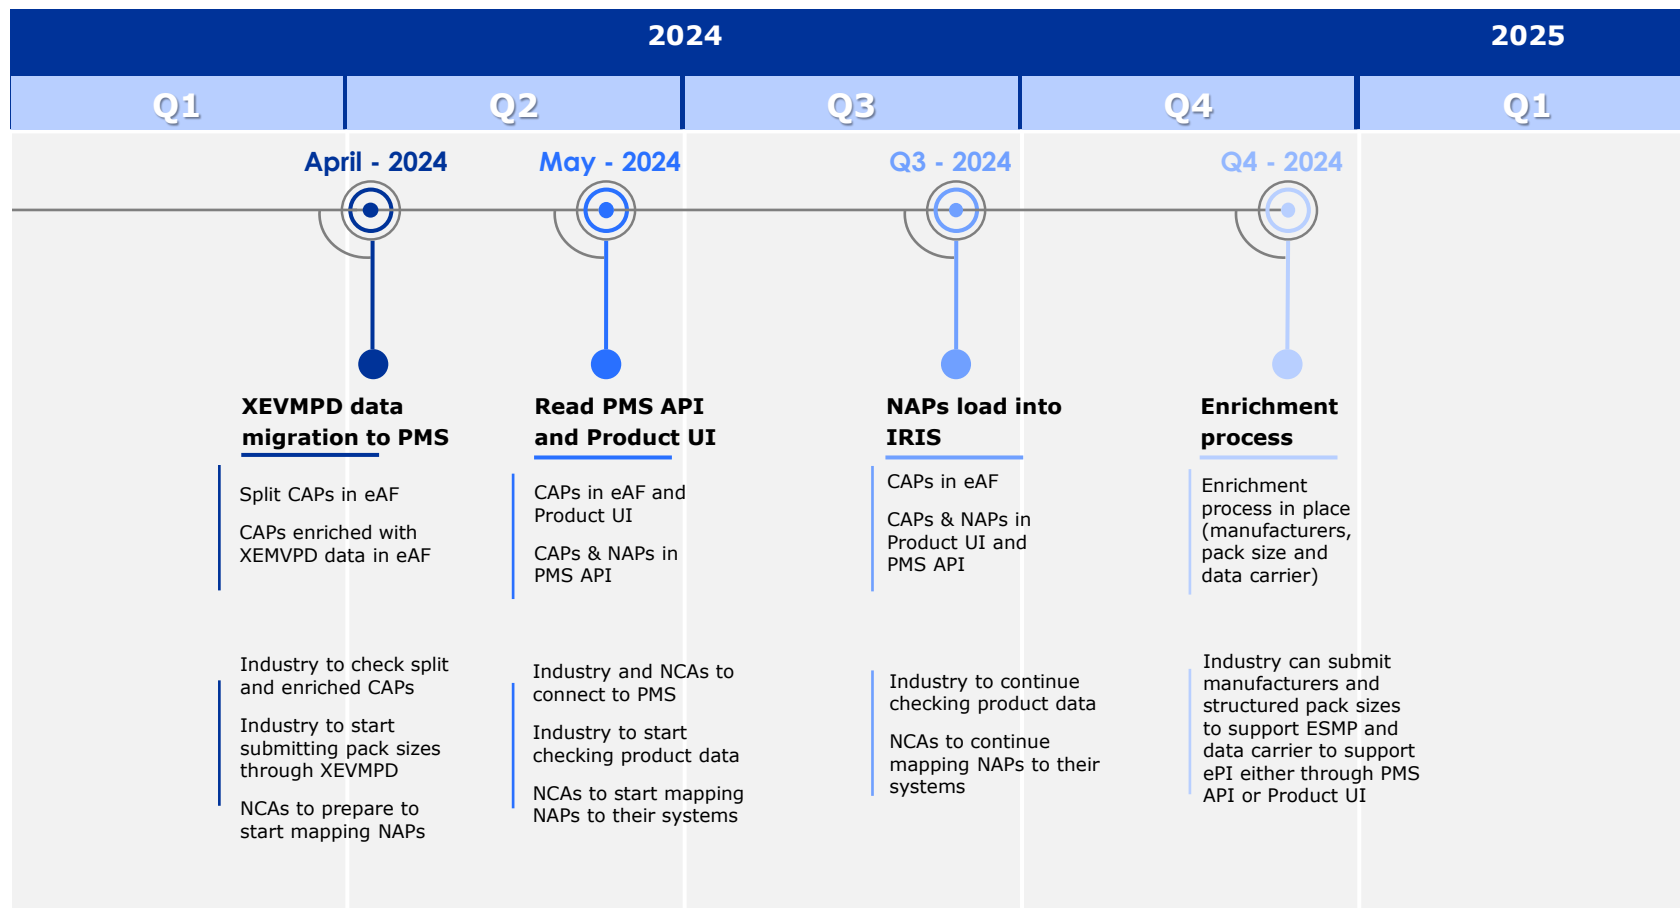 2024
2025
Q1
Q2
Q3
Q4
Q1
April - 2024
May - 2024
Q3 - 2024
Q4 - 2024
XEVMPD data
migration to PMS
Split CAPs in eAF
CAPs enriched with
XEMVPD data in eAF
Industry to check split
and enriched CAPs
Industry to start
submitting pack sizes
through XEVMPD
NCAs to prepare to
start mapping NAPs
Read PMS API
and Product UI
CAPs in eAF and
Product UI
CAPs & NAPs in
PMS API
Industry and NCAs to
connect to PMS
Industry to start
checking product data
NCAs to start mapping
NAPs to their systems
NAPs load into
IRIS
CAPs in eAF
CAPs & NAPs in
Product UI and
PMS API
Industry to continue
checking product data
NCAs to continue
mapping NAPs to their
systems
Enrichment
process
Enrichment
process in place
(manufacturers,
pack size and
data carrier)
Industry can submit
manufacturers and
structured pack sizes
to support ESMP and
data carrier to support
ePI either through PMS
API or Product UI